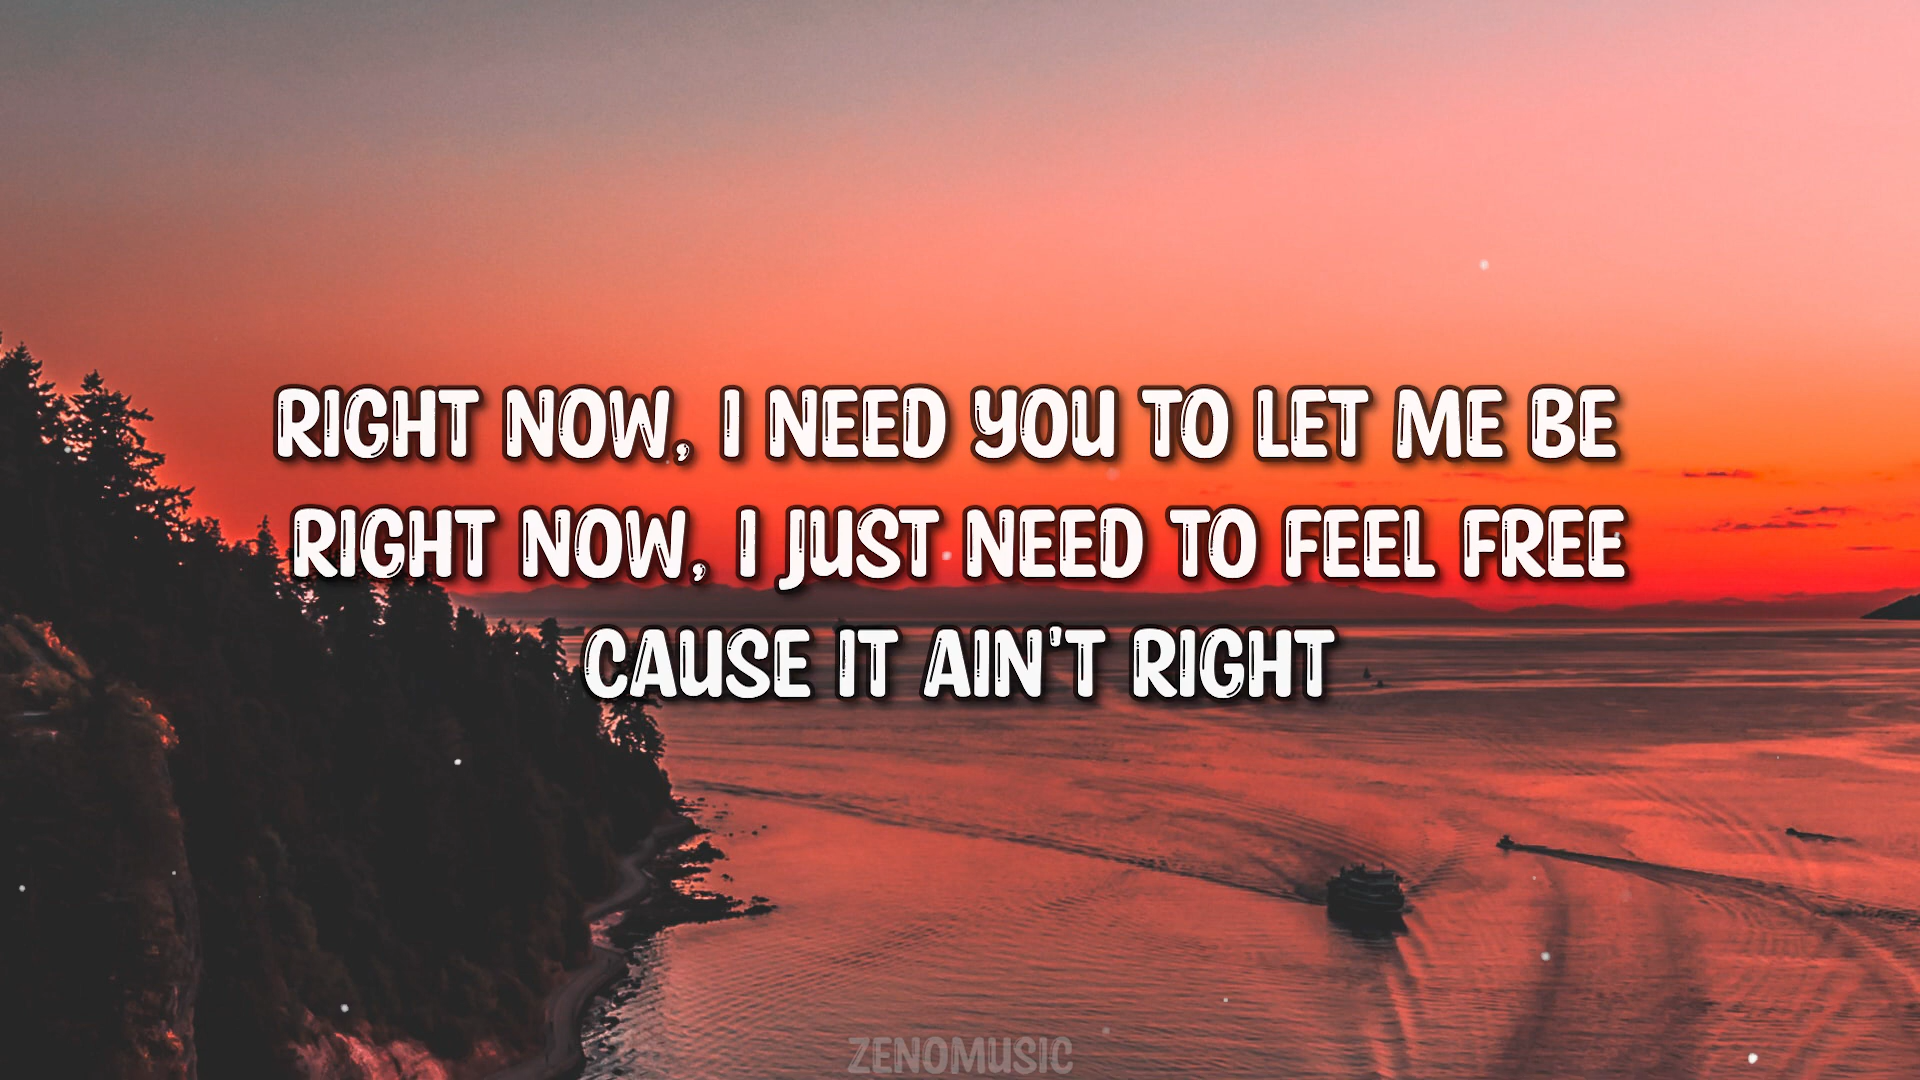 RIGHT NOW, I NEED YOU TO LET ME BE
RIGHT NOW, I JUST NEED TO FEEL FREE
CAUSE IT AIN'T RIGHT
ZENOMUSIC